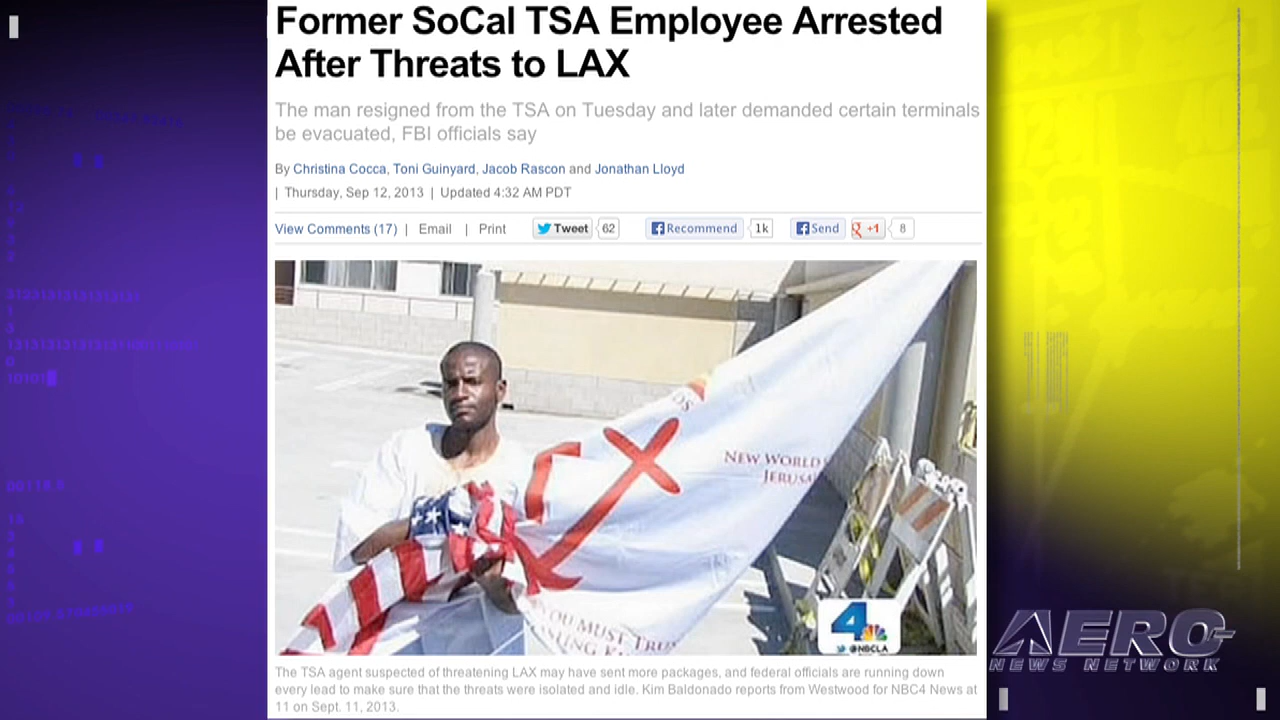 Former SoCal TSA Employee Arrested
After Threats to LAX
The man resigned from the TSA on Tuesday and later demanded certain terminals
be evacuated, FBI officials say
By Christina Cocca, Toni Guinyard, Jacob Rascon and Jonathan Lloyd
| Thursday, Sep 12, 2013 | Updated 4:32 AM PDT
View Comments (17) | Email | Print Tweet 62 Recommend 1k Send +1 8
NEW WORLD
YOU MUST
4
@NBCLA
The TSA agent suspected of threatening LAX may have sent more packages, and federal officials are running down
every lead to make sure that the threats were isolated and idle. Kim Baldonado reports from Westwood for NBC4 News at
11 on Sept. 11, 2013.
AERO-
NEWS NETWORK